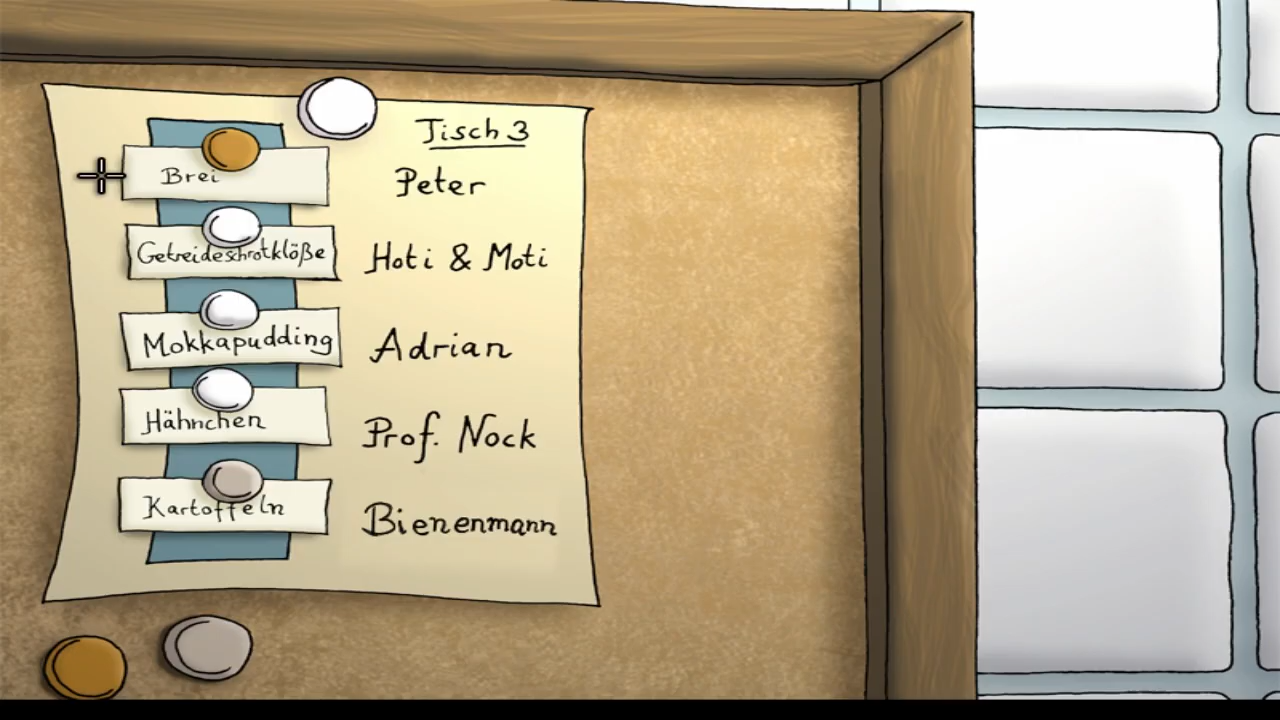 Tisch 3
Brei Peter
Getreideschrotklöße Hoti & Moti
Mokkapudding Adrian
Hähnchen Prof. Nock
Kartoffeln Bienenmann